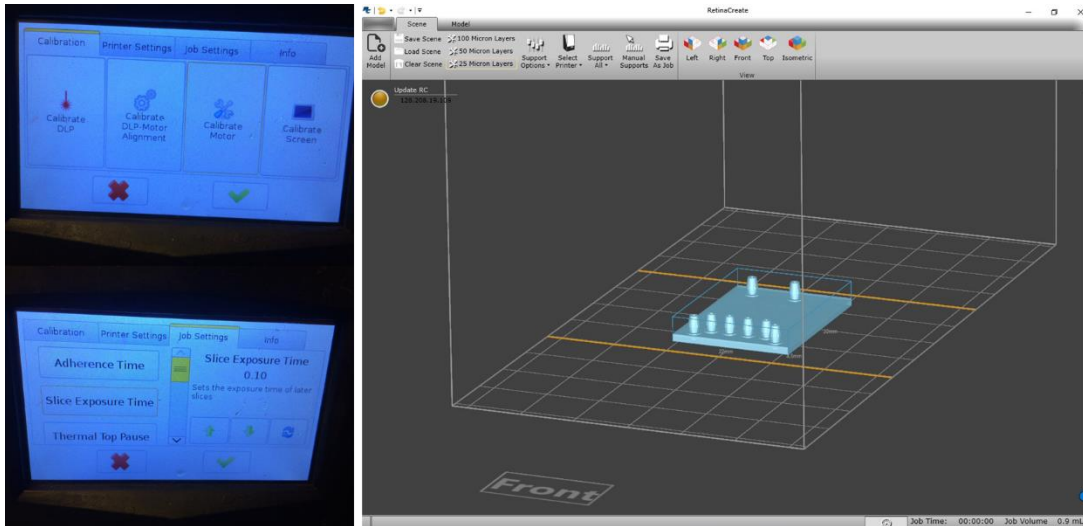 Calibration
Printer Settings
Job Settings
Info
Calibrate
DLP
Calibrate
DLP-Motor
Alignment
Calibrate
Motor
Calibrate
Screen
Calibration
Printer Settings
Job Settings
Info
Adherence Time
Slice Exposure Time
Thermal Top Pause
Slice Exposure Time
0.10
Sets the exposure time of later
slices
RetinaCreate
Scene
Model
Add
Model
Save Scene
Load Scene
Clear Scene
100 Micron Layers
50 Micron Layers
25 Micron Layers
Support
Options
Select
Printer
Support
All
Manual
Supports
Save
As Job
Left
Right
Front
Top
Isometric
View
Update RC
Front
Job Time: 00:00:00 Job Volume 0.9 mL